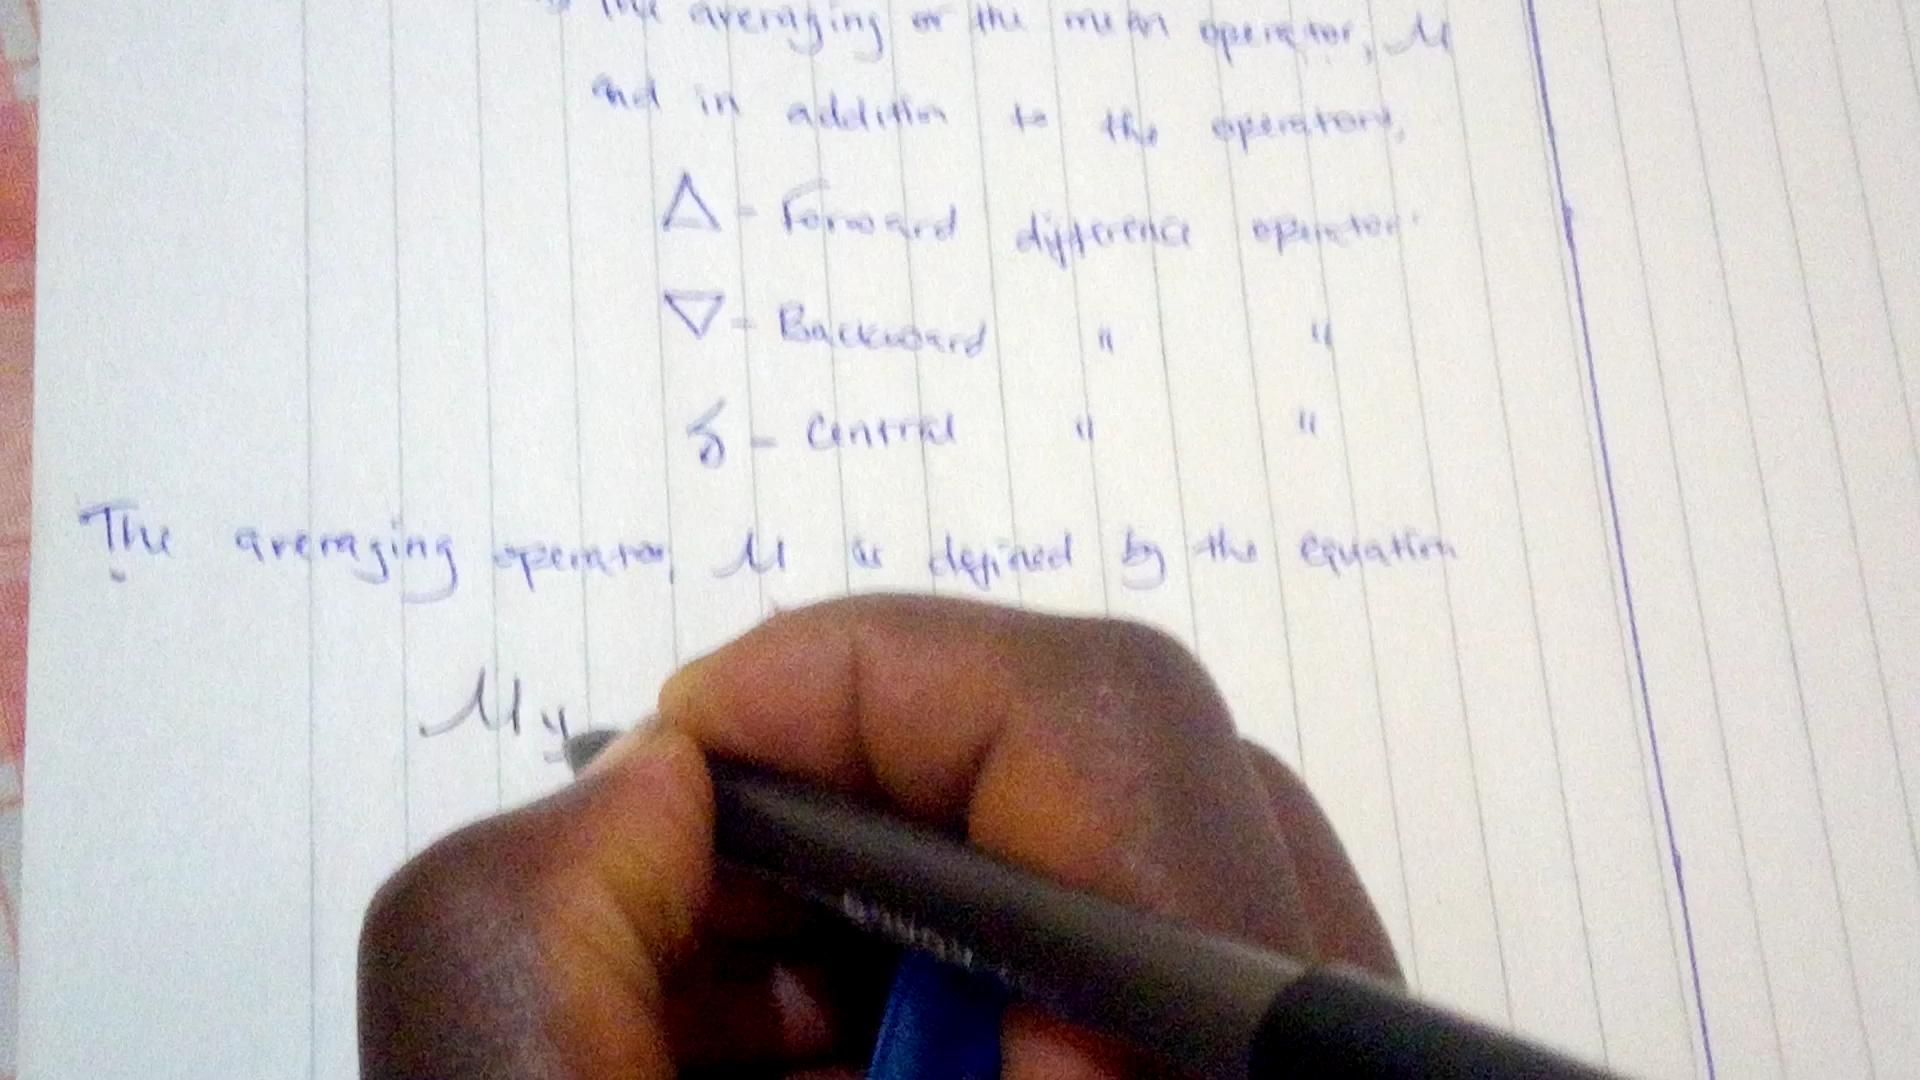 The averaging or the mean operator, μ
and in addition to the operators,
Δ - Forward difference operator.
∇ - Backward " "
δ - Central " "
The averaging operator, μ is defined by the equation
μy